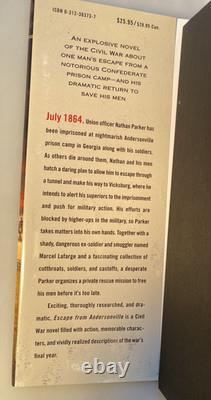 ISBN 0-312-36373-7
$25.95/$28.95 Can.
AN EXPLOSIVE NOVEL
OF THE CIVIL WAR ABOUT
ONE MAN'S ESCAPE FROM A
NOTORIOUS CONFEDERATE
PRISON CAMP—AND HIS
DRAMATIC RETURN TO
SAVE HIS MEN
July 1864. Union officer Nathan Parker has
been imprisoned at nightmarish Andersonville
prison camp in Georgia along with his soldiers.
As others die around them, Nathan and his men
hatch a daring plan to allow him to escape through
a tunnel and make his way to Vicksburg, where he
intends to alert his superiors to the imprisonment
and push for military action. His efforts are
blocked by higher-ups in the military, so Parker
takes matters into his own hands. Together with a
shady, dangerous ex-soldier and smuggler named
Marcel Lafarge and a fascinating collection of
cutthroats, soldiers, and castoffs, a desperate
Parker organizes a private rescue mission to free
his men before it's too late.
Exciting, thoroughly researched, and dra-
matic, Escape from Andersonville is a Civil
War novel filled with action, memorable charac-
ters, and vividly realized descriptions of the war's
final year.